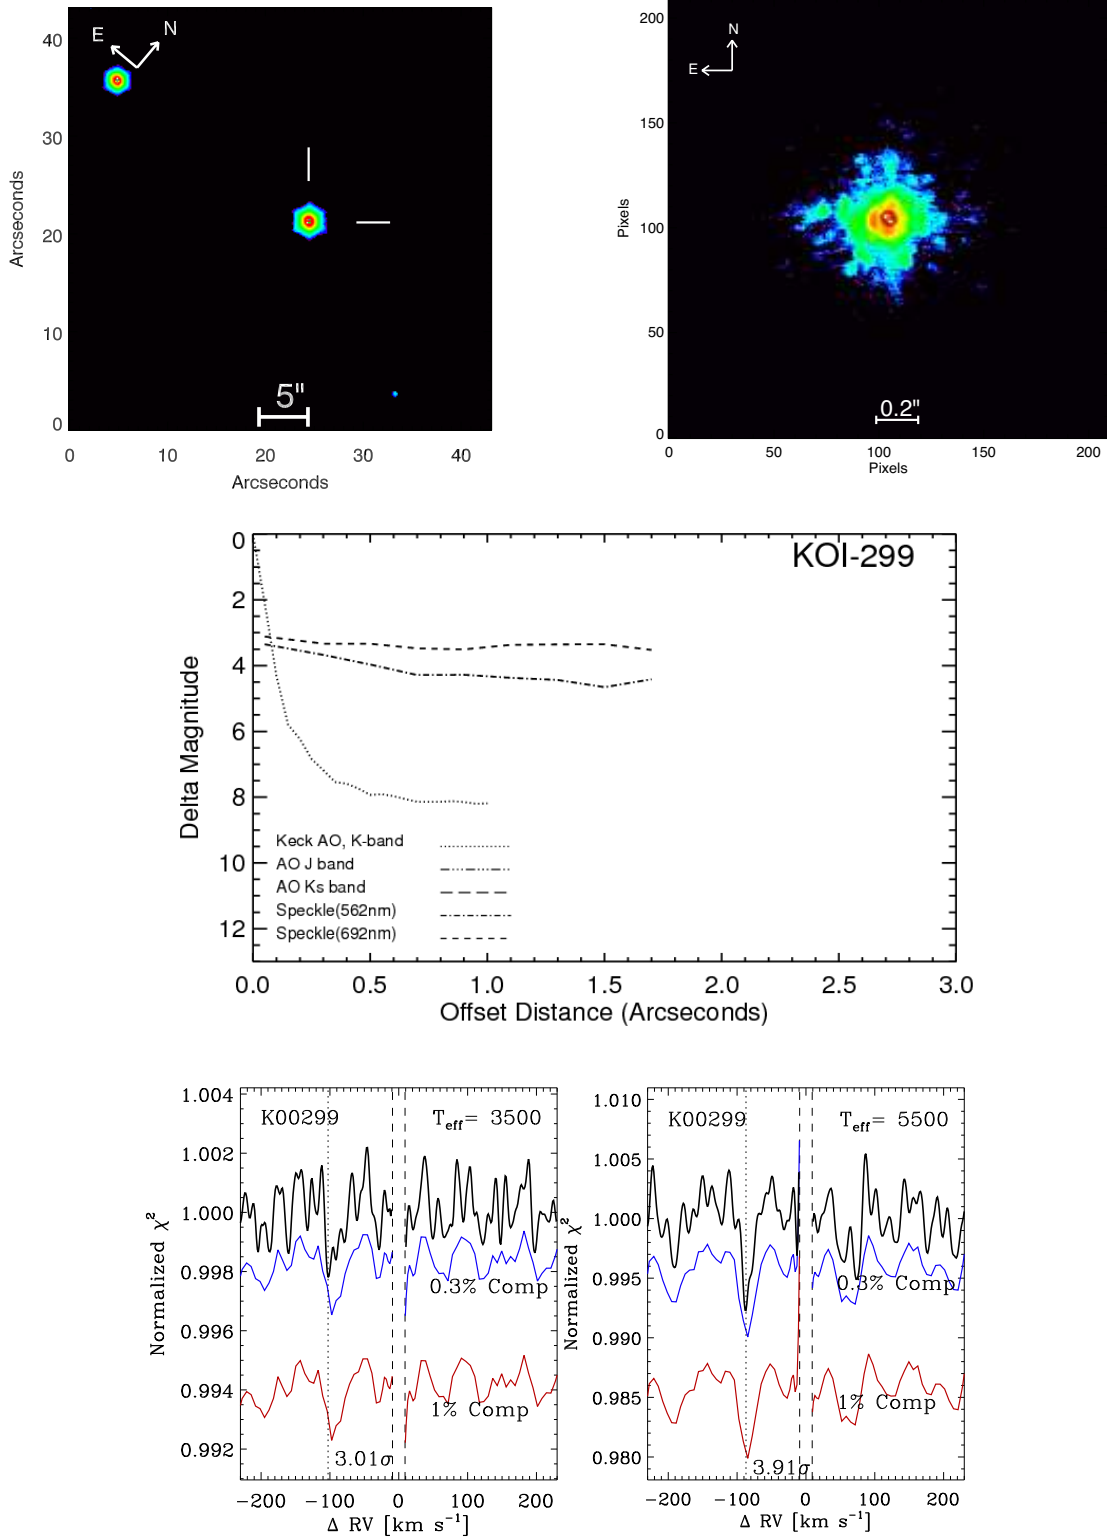 E N
40
30
20
10
0
Arcseconds
5"
0 10 20 30 40
Arcseconds
N
E
200
150
100
50
0
Pixels
0.2"
0 50 100 150 200
Pixels
KOI-299
0
2
4
6
8
10
12
Delta Magnitude
Keck AO, K-band
AO J band
AO Ks band
Speckle(562nm)
Speckle(692nm)
0.0 0.5 1.0 1.5 2.0 2.5 3.0
Offset Distance (Arcseconds)
K00299 Teff= 3500
1.004
1.002
1.000
0.998
0.996
0.994
0.992
Normalized χ²
0.3% Comp
1% Comp
3.01σ
-200 -100 0 100 200
Δ RV [km s⁻¹]
K00299 Teff= 5500
1.010
1.005
1.000
0.995
0.990
0.985
0.980
Normalized χ²
0.3% Comp
1% Comp
3.91σ
-200 -100 0 100 200
Δ RV [km s⁻¹]